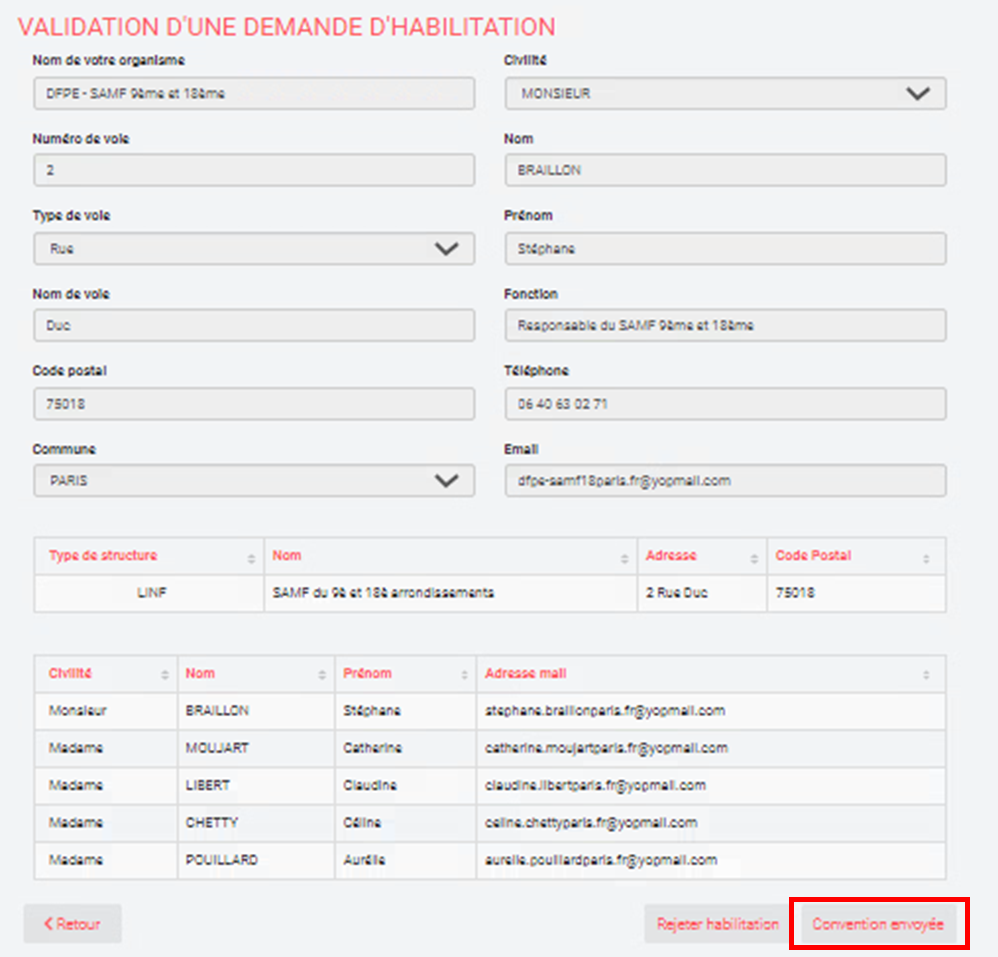 VALIDATION D'UNE DEMANDE D'HABILITATION
Nom de votre organisme
DFPE - SAMF 9ème et 18ème
Civilité
MONSIEUR
Numéro de voie
2
Nom
BRAILLON
Type de voie
Rue
Prénom
Stéphane
Nom de voie
Duc
Fonction
Responsable du SAMF 9ème et 18ème
Code postal
75018
Téléphone
06 40 63 02 71
Commune
PARIS
Email
dfpe-samf18paris.fr@yopmail.com
Type de structure Nom Adresse Code Postal
LINF SAMF du 9è et 18è arrondissements 2 Rue Duc 75018
Civilité Nom Prénom Adresse mail
Monsieur BRAILLON Stéphane stephane.braillonparis.fr@yopmail.com
Madame MOUJART Catherine catherine.moujartparis.fr@yopmail.com
Madame LIBERT Claudine claudine.libertparis.fr@yopmail.com
Madame CHETTY Céline celine.chettyparis.fr@yopmail.com
Madame POUILLARD Aurélie aurelie.pouillardparis.fr@yopmail.com
Retour Rejeter habilitation Convention envoyée